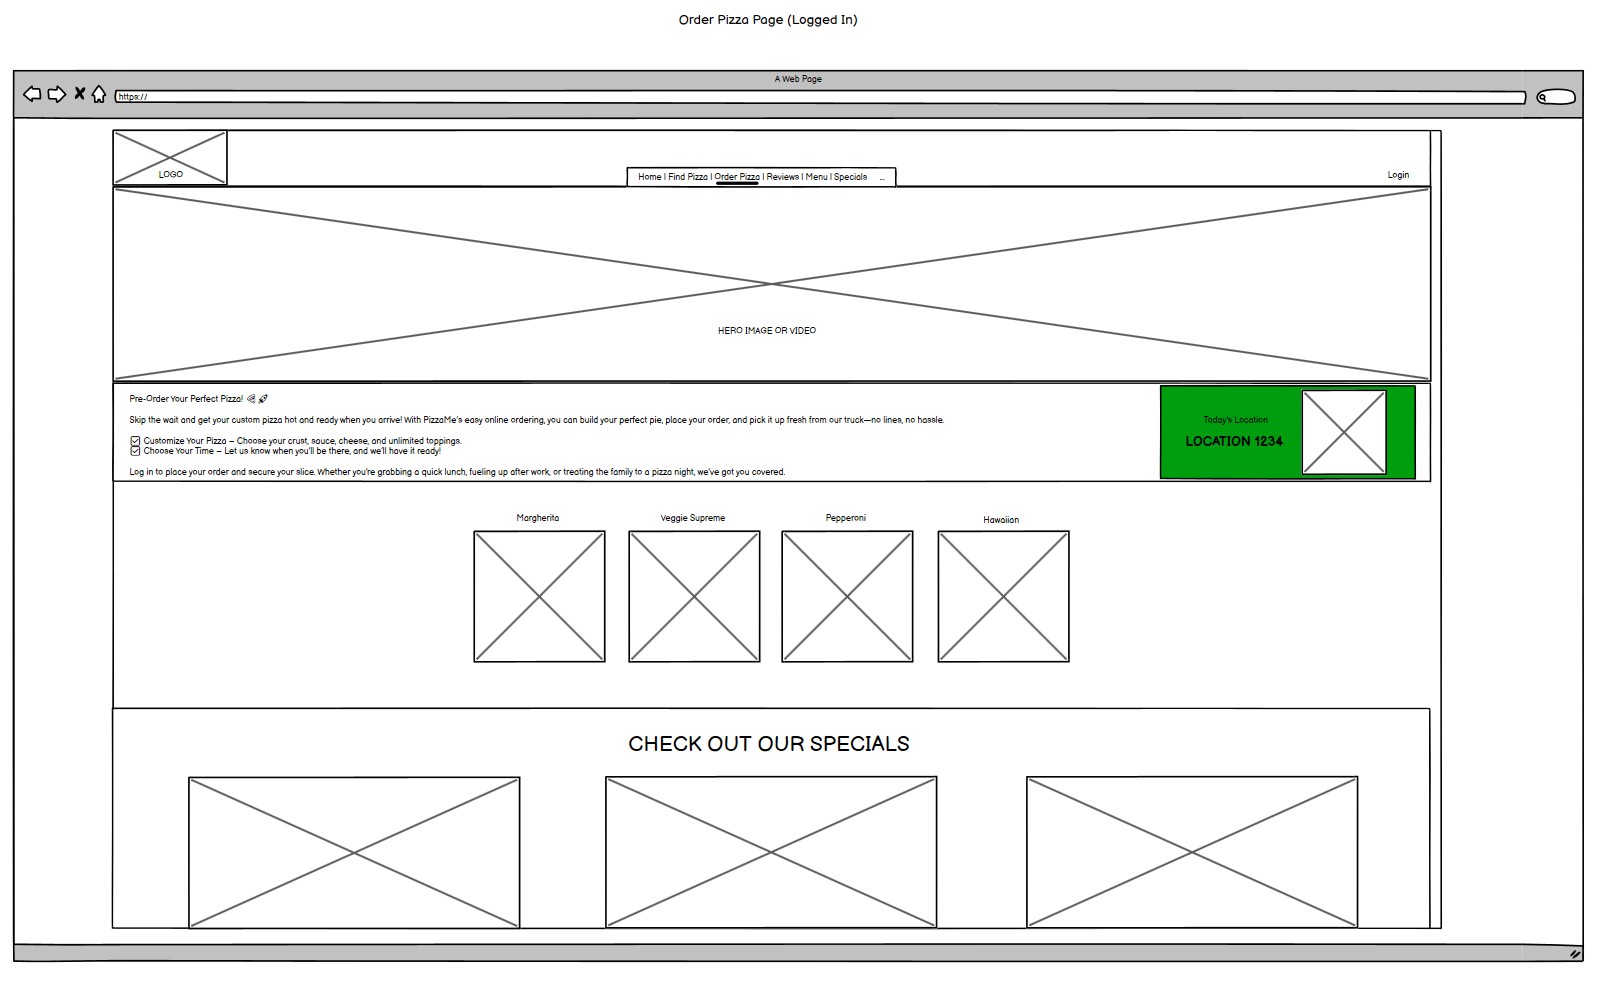 Order Pizza Page (Logged In)
A Web Page
https://
LOGO
Home | Find Pizza | Order Pizza | Reviews | Menu | Specials ...
Login
HERO IMAGE OR VIDEO
Pre-Order Your Perfect Pizza! 🍕🚀
Skip the wait and get your custom pizza hot and ready when you arrive! With PizzaMe's easy online ordering, you can build your perfect pie, place your order, and pick it up fresh from our truck—no lines, no hassle.
☑ Customize Your Pizza – Choose your crust, sauce, cheese, and unlimited toppings.
☑ Choose Your Time – Let us know when you'll be there, and we'll have it ready!
Log in to place your order and secure your slice. Whether you're grabbing a quick lunch, fueling up after work, or treating the family to a pizza night, we've got you covered.
Today's Location
LOCATION 1234
Margherita
Veggie Supreme
Pepperoni
Hawaiian
CHECK OUT OUR SPECIALS